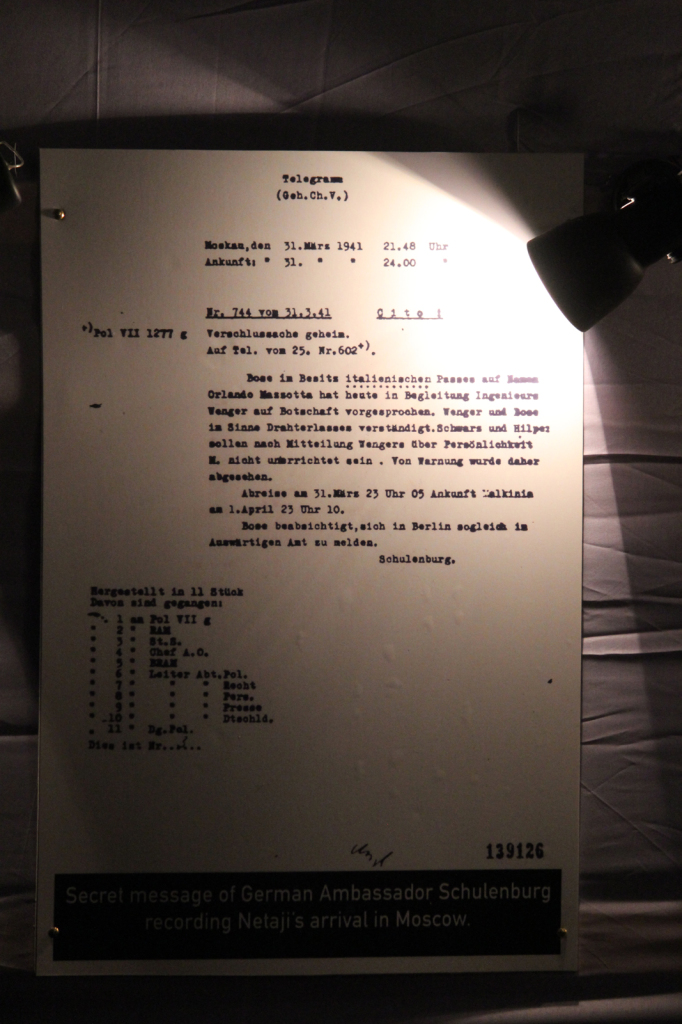 Telegramm
(Geh.Ch.V.)
Moskau,den 31.März 1941 21.48 Uhr
Ankunft: " 31. " " 24.00 "
Nr. 744 vom 31.3.41 C i t o !
+)Pol VII 1277 g Verschlussache geheim.
Auf Tel. vom 25. Nr.602+).
Bose im Besitz italienischen Passes auf Namen
Orlando Massotta hat heute in Begleitung Ingenieurs
Wenger auf Botschaft vorgesprochen. Wenger und Bose
im Sinne Drahterlasses verständigt.Schwarz und Hilper
sollen nach Mitteilung Wengers über Persönlichkeit
M. nicht unterrichtet sein . Von Warnung wurde daher
abgesehen.
Abreise am 31.März 23 Uhr 05 Ankunft Malkinia
am 1.April 23 Uhr 10.
Bose beabsichtigt,sich in Berlin sogleich im
Auswärtigen Amt zu melden.
Schulenburg.
Hergestellt in 11 Stück
Davon sind gegangen:
1 an Pol VII g
" 2 " RAM
" 3 " St.S.
" 4 " Chef A.O.
" 5 " BRAM
" 6 " Leiter Abt.Pol.
" 7 " " " Recht
" 8 " " " Pers.
" 9 " " " Presse
" 10 " " " Dtschld.
" 11 " Dg.Pol.
Dies ist Nr.....
139126
Secret message of German Ambassador Schulenburg
recording Netaji's arrival in Moscow.